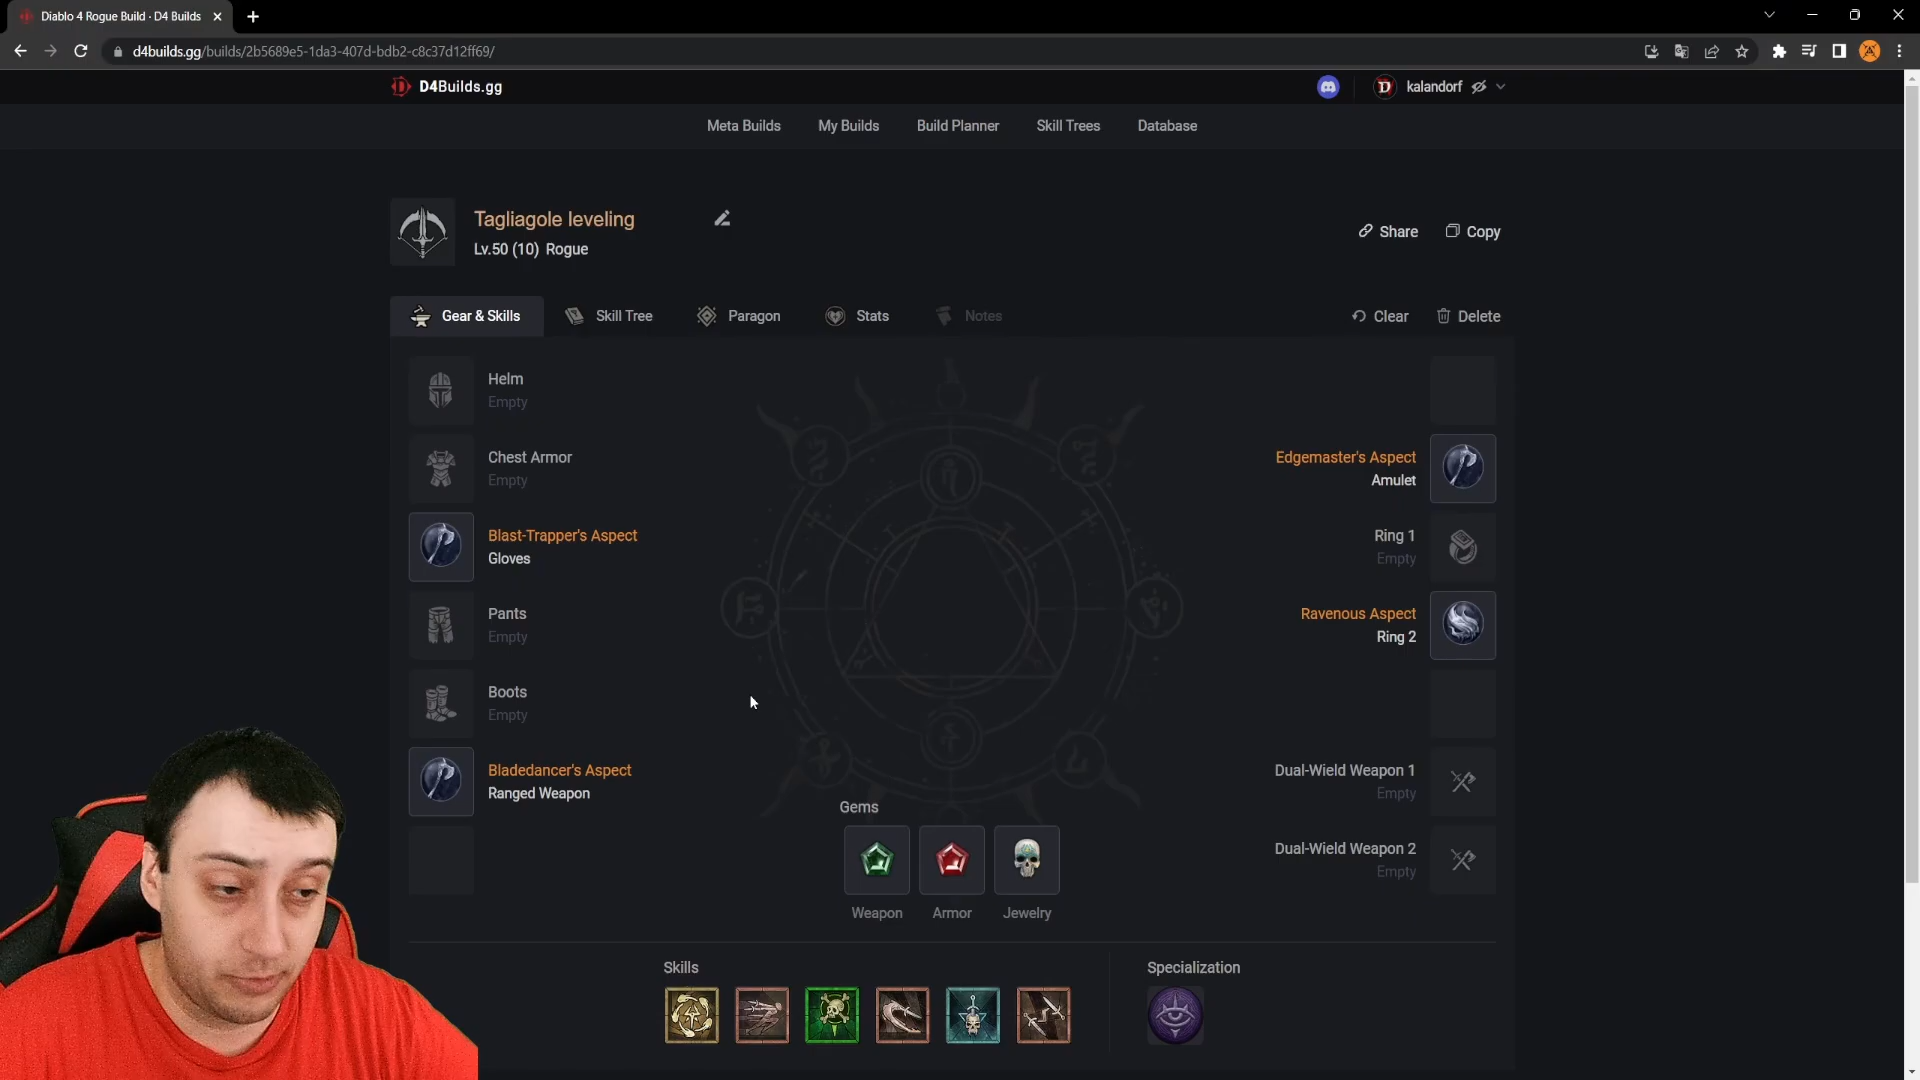 Diablo 4 Rogue Build · D4 Builds
d4builds.gg/builds/2b5689e5-1da3-407d-bdb2-c8c37d12ff69/
D4Builds.gg
kalandorf
Meta Builds
My Builds
Build Planner
Skill Trees
Database
Tagliagole leveling
Lv.50 (10) Rogue
Share
Copy
Gear & Skills
Skill Tree
Paragon
Stats
Notes
Clear
Delete
Helm
Empty
Chest Armor
Empty
Blast-Trapper's Aspect
Gloves
Pants
Empty
Boots
Empty
Bladedancer's Aspect
Ranged Weapon
Edgemaster's Aspect
Amulet
Ring 1
Empty
Ravenous Aspect
Ring 2
Dual-Wield Weapon 1
Empty
Dual-Wield Weapon 2
Empty
Gems
Weapon
Armor
Jewelry
Skills
Specialization